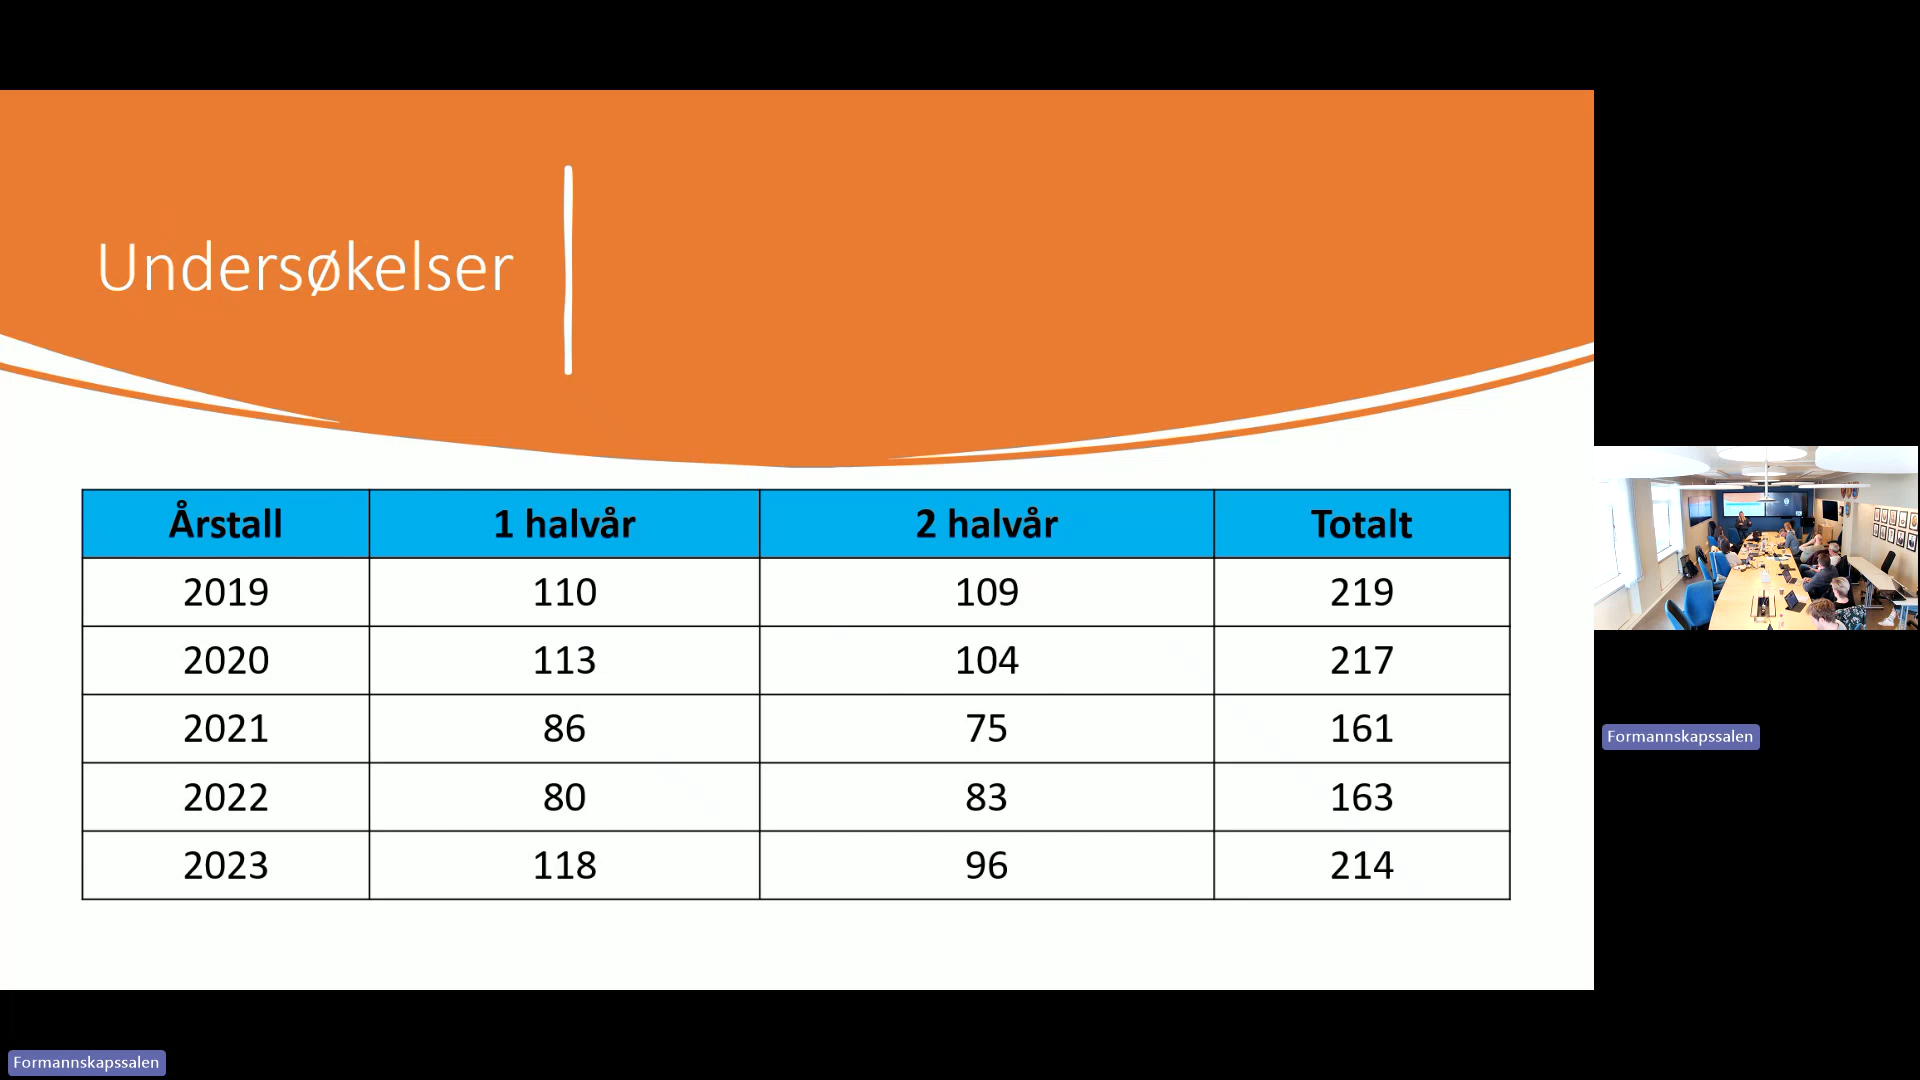 Undersøkelser
Årstall 1 halvår 2 halvår Totalt
2019 110 109 219
2020 113 104 217
2021 86 75 161
2022 80 83 163
2023 118 96 214
Formannskapssalen
Formannskapssalen